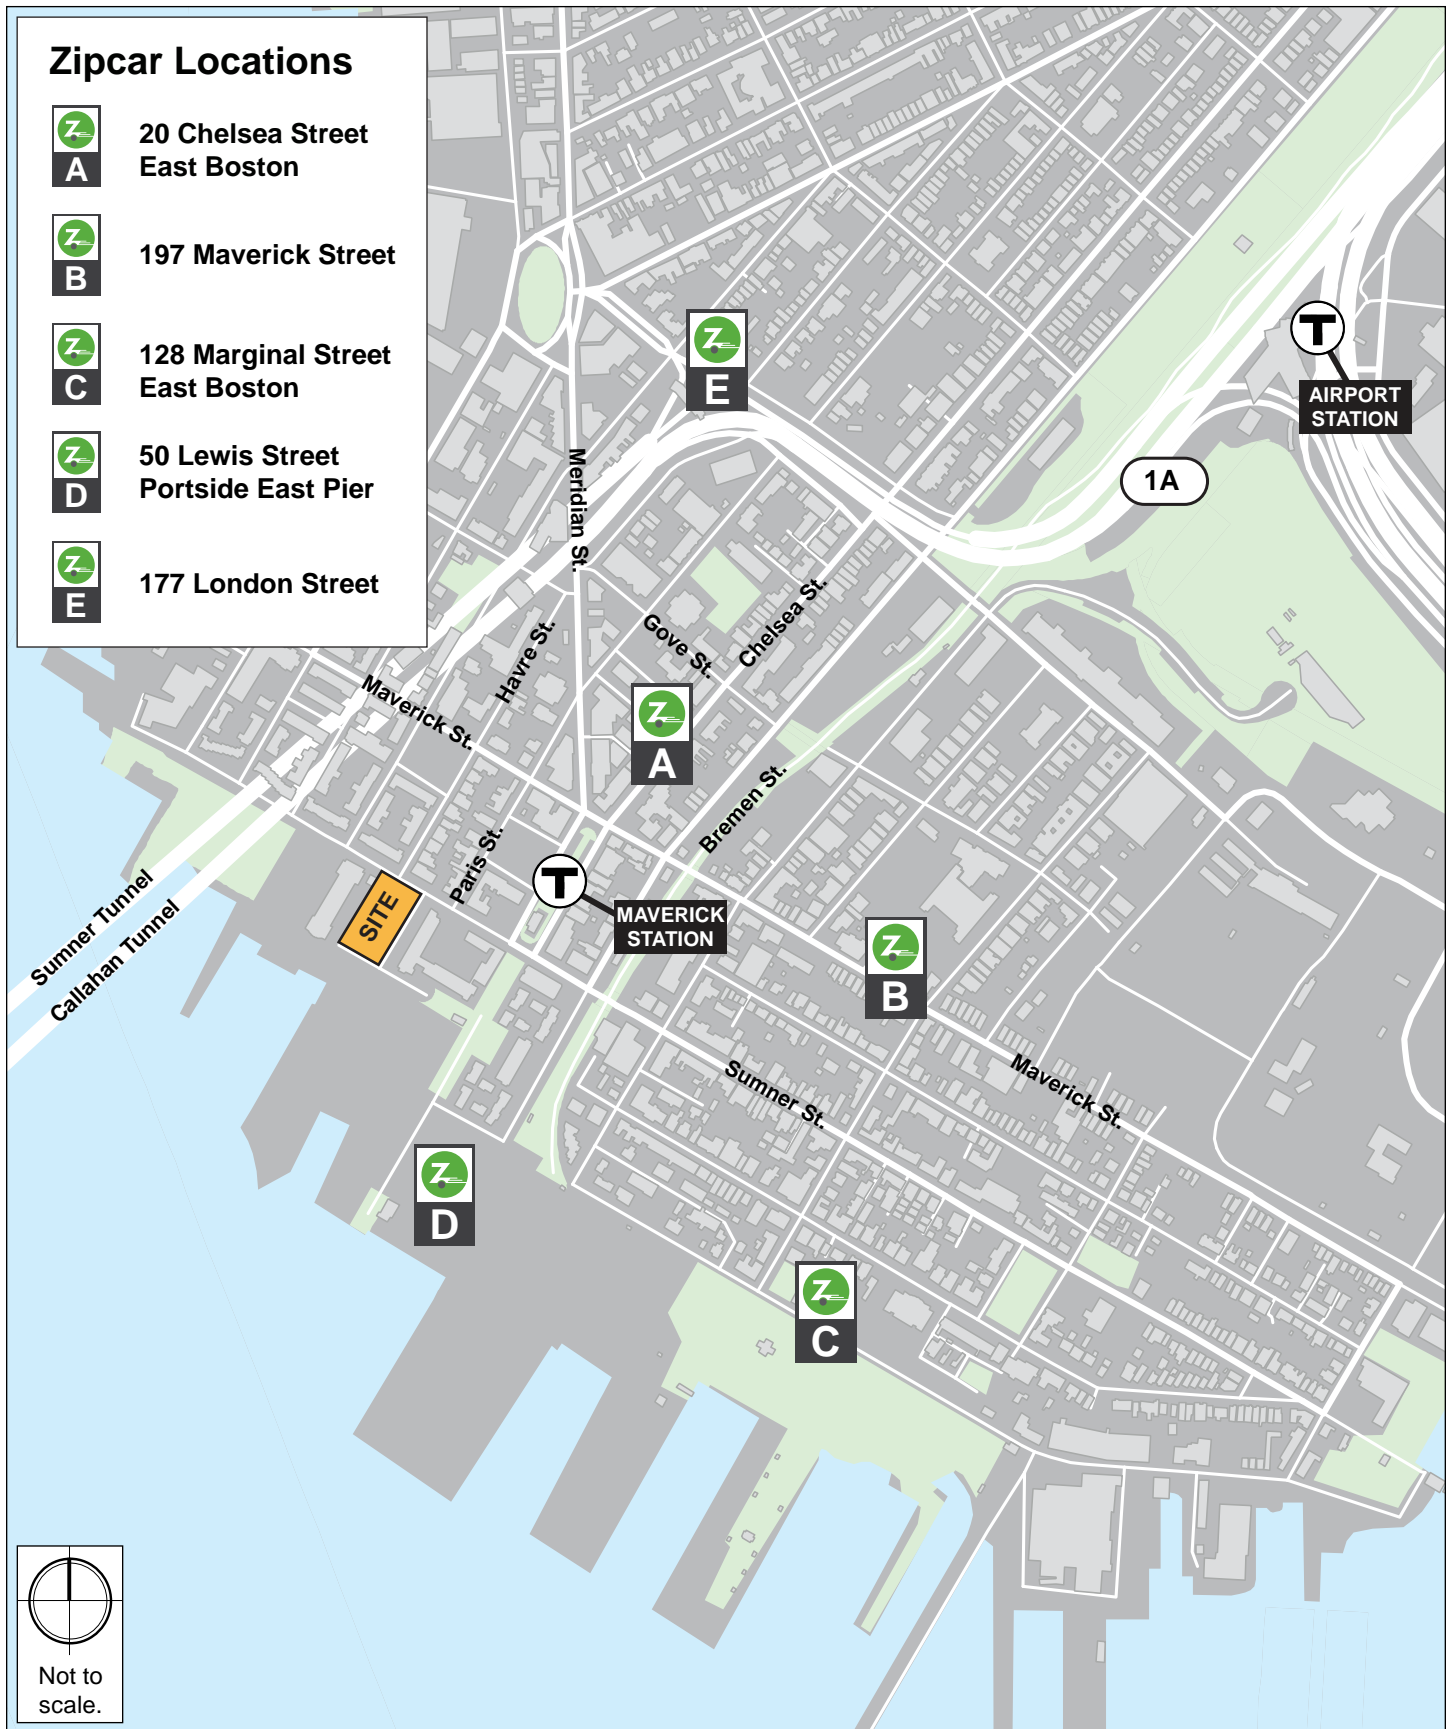 Zipcar Locations
Z
A
20 Chelsea Street
East Boston
Z
B
197 Maverick Street
Z
C
128 Marginal Street
East Boston
Z
D
50 Lewis Street
Portside East Pier
Z
E
177 London Street
Z
E
T
AIRPORT
STATION
1A
Meridian St.
Chelsea St.
Gove St.
Havre St.
Maverick St.
Z
A
Bremen St.
Paris St.
T
MAVERICK
STATION
SITE
Sumner Tunnel
Callahan Tunnel
Z
B
Maverick St.
Sumner St.
Z
D
Z
C
Not to
scale.